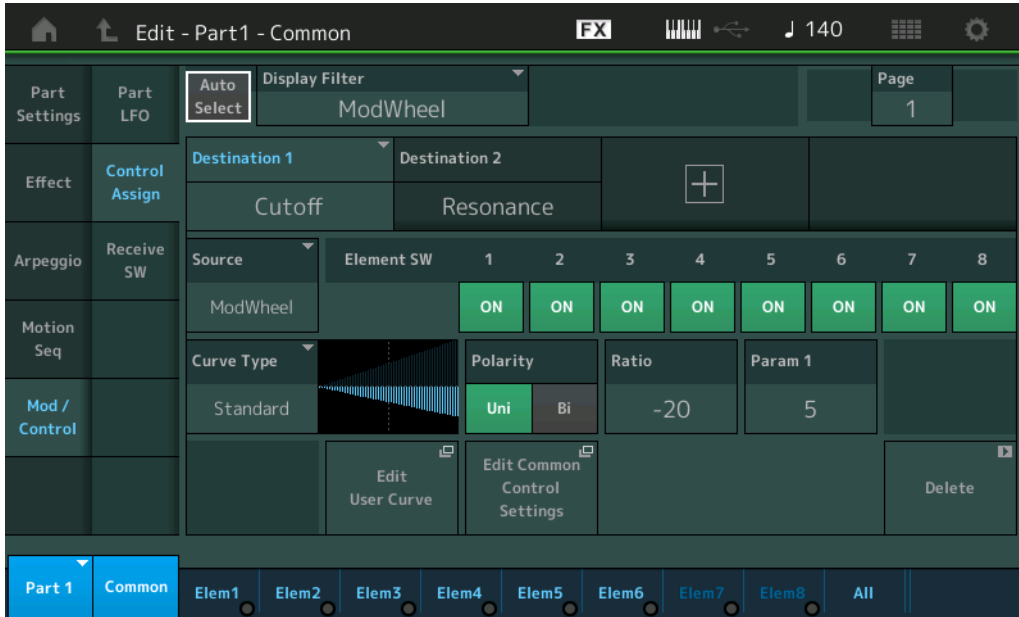 Edit - Part1 - Common FX 140
Part Settings
Part LFO
Auto Select
Display Filter
ModWheel
Page
1
Effect
Control Assign
Destination 1
Cutoff
Destination 2
Resonance
Arpeggio
Receive SW
Source
ModWheel
Element SW 1 2 3 4 5 6 7 8
ON ON ON ON ON ON ON ON
Motion Seq
Curve Type
Standard
Polarity
Uni Bi
Ratio
-20
Param 1
5
Mod / Control
Edit
User Curve
Edit Common
Control
Settings
Delete
Part 1 Common Elem1 Elem2 Elem3 Elem4 Elem5 Elem6 Elem7 Elem8 All